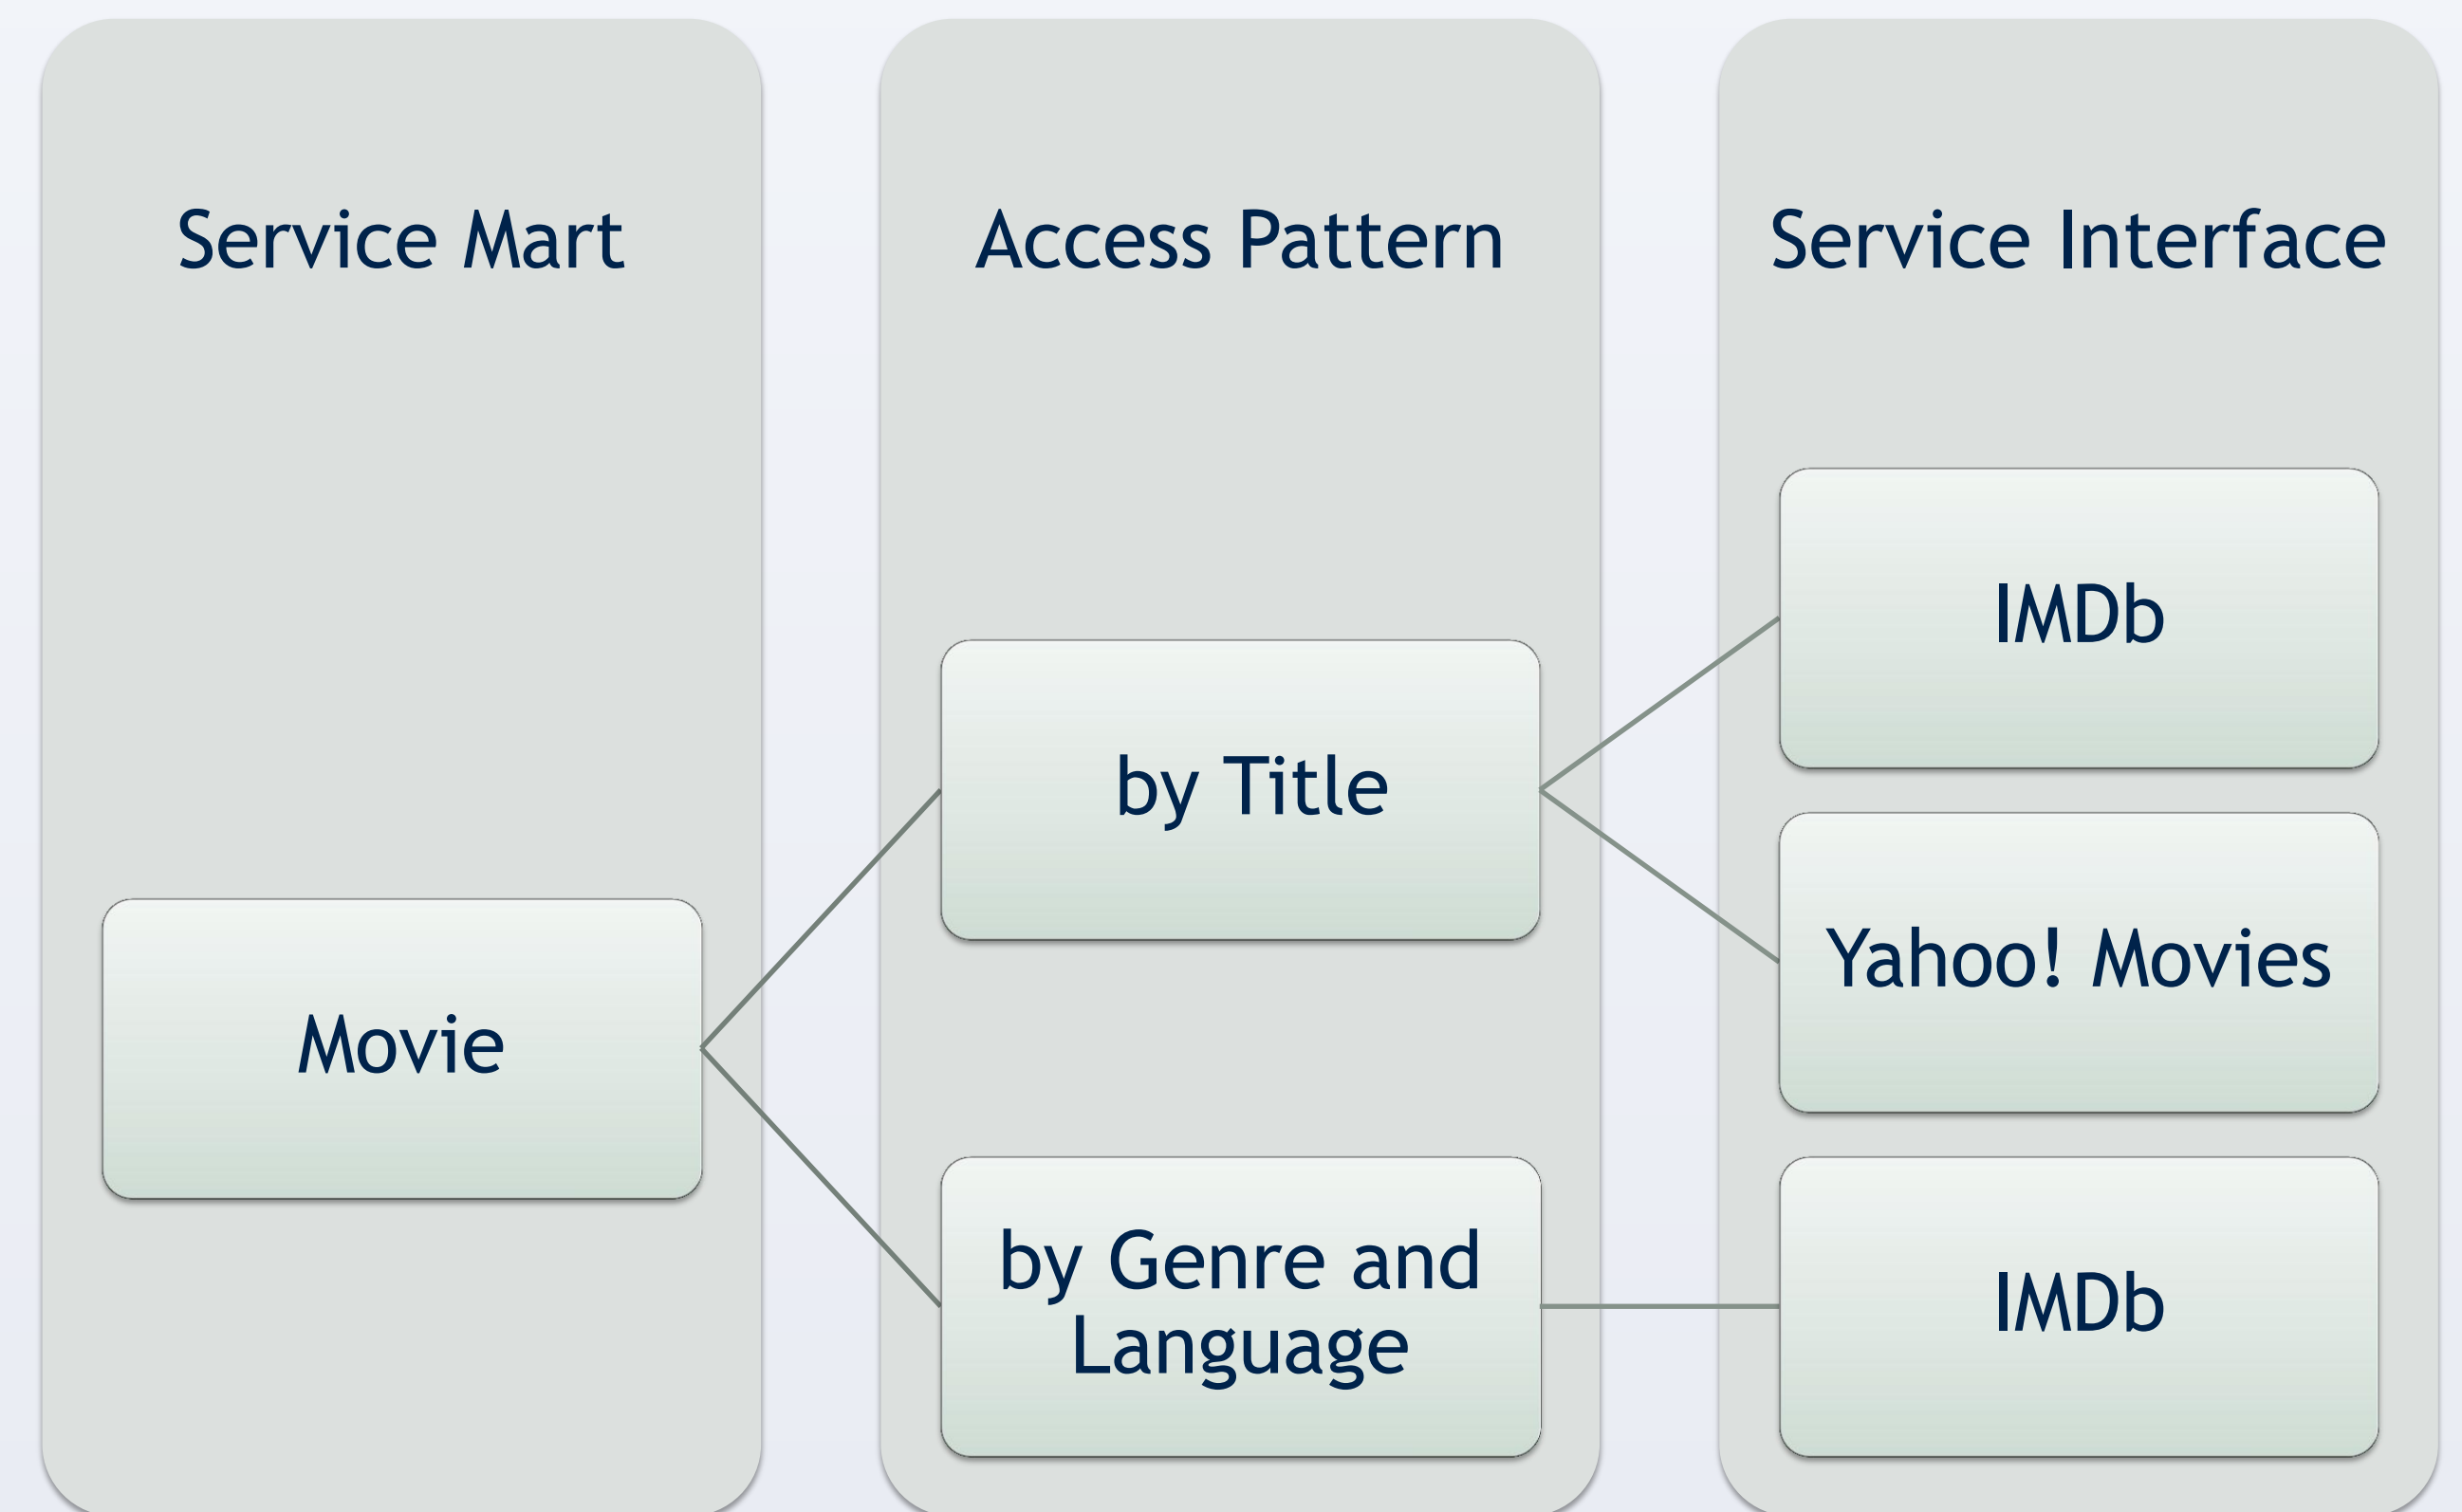 Service Mart
Access Pattern
Service Interface
Movie
by Title
by Genre and
Language
IMDb
Yahoo! Movies
IMDb